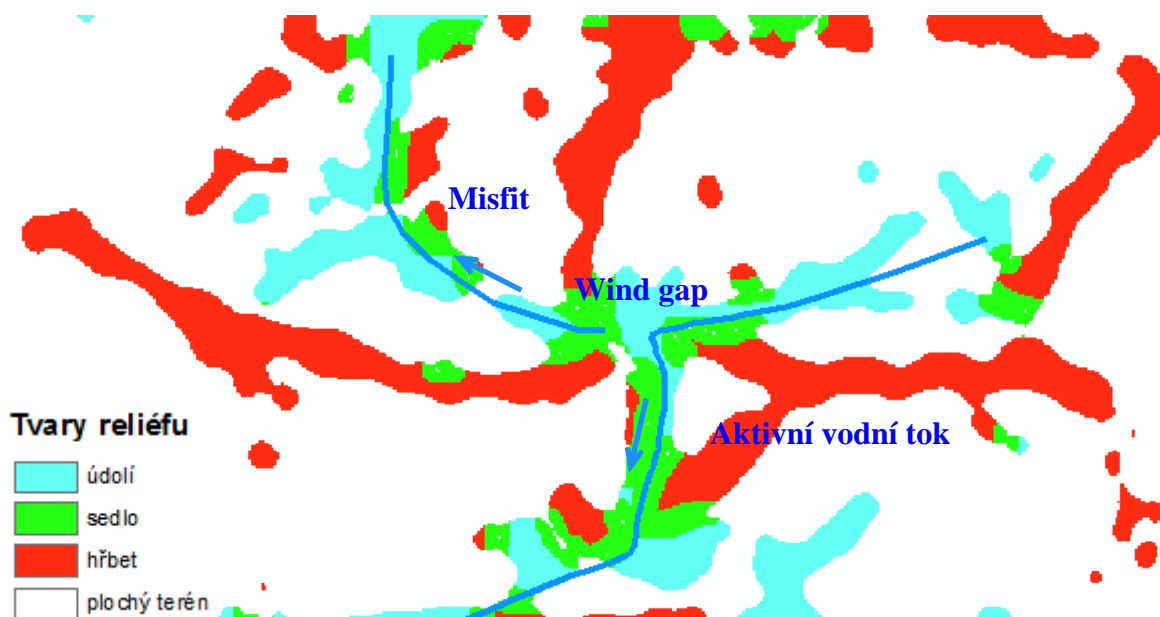 Misfit
Wind gap
Aktivní vodní tok
Tvary reliéfu
údolí
sedlo
hřbet
plochý terén